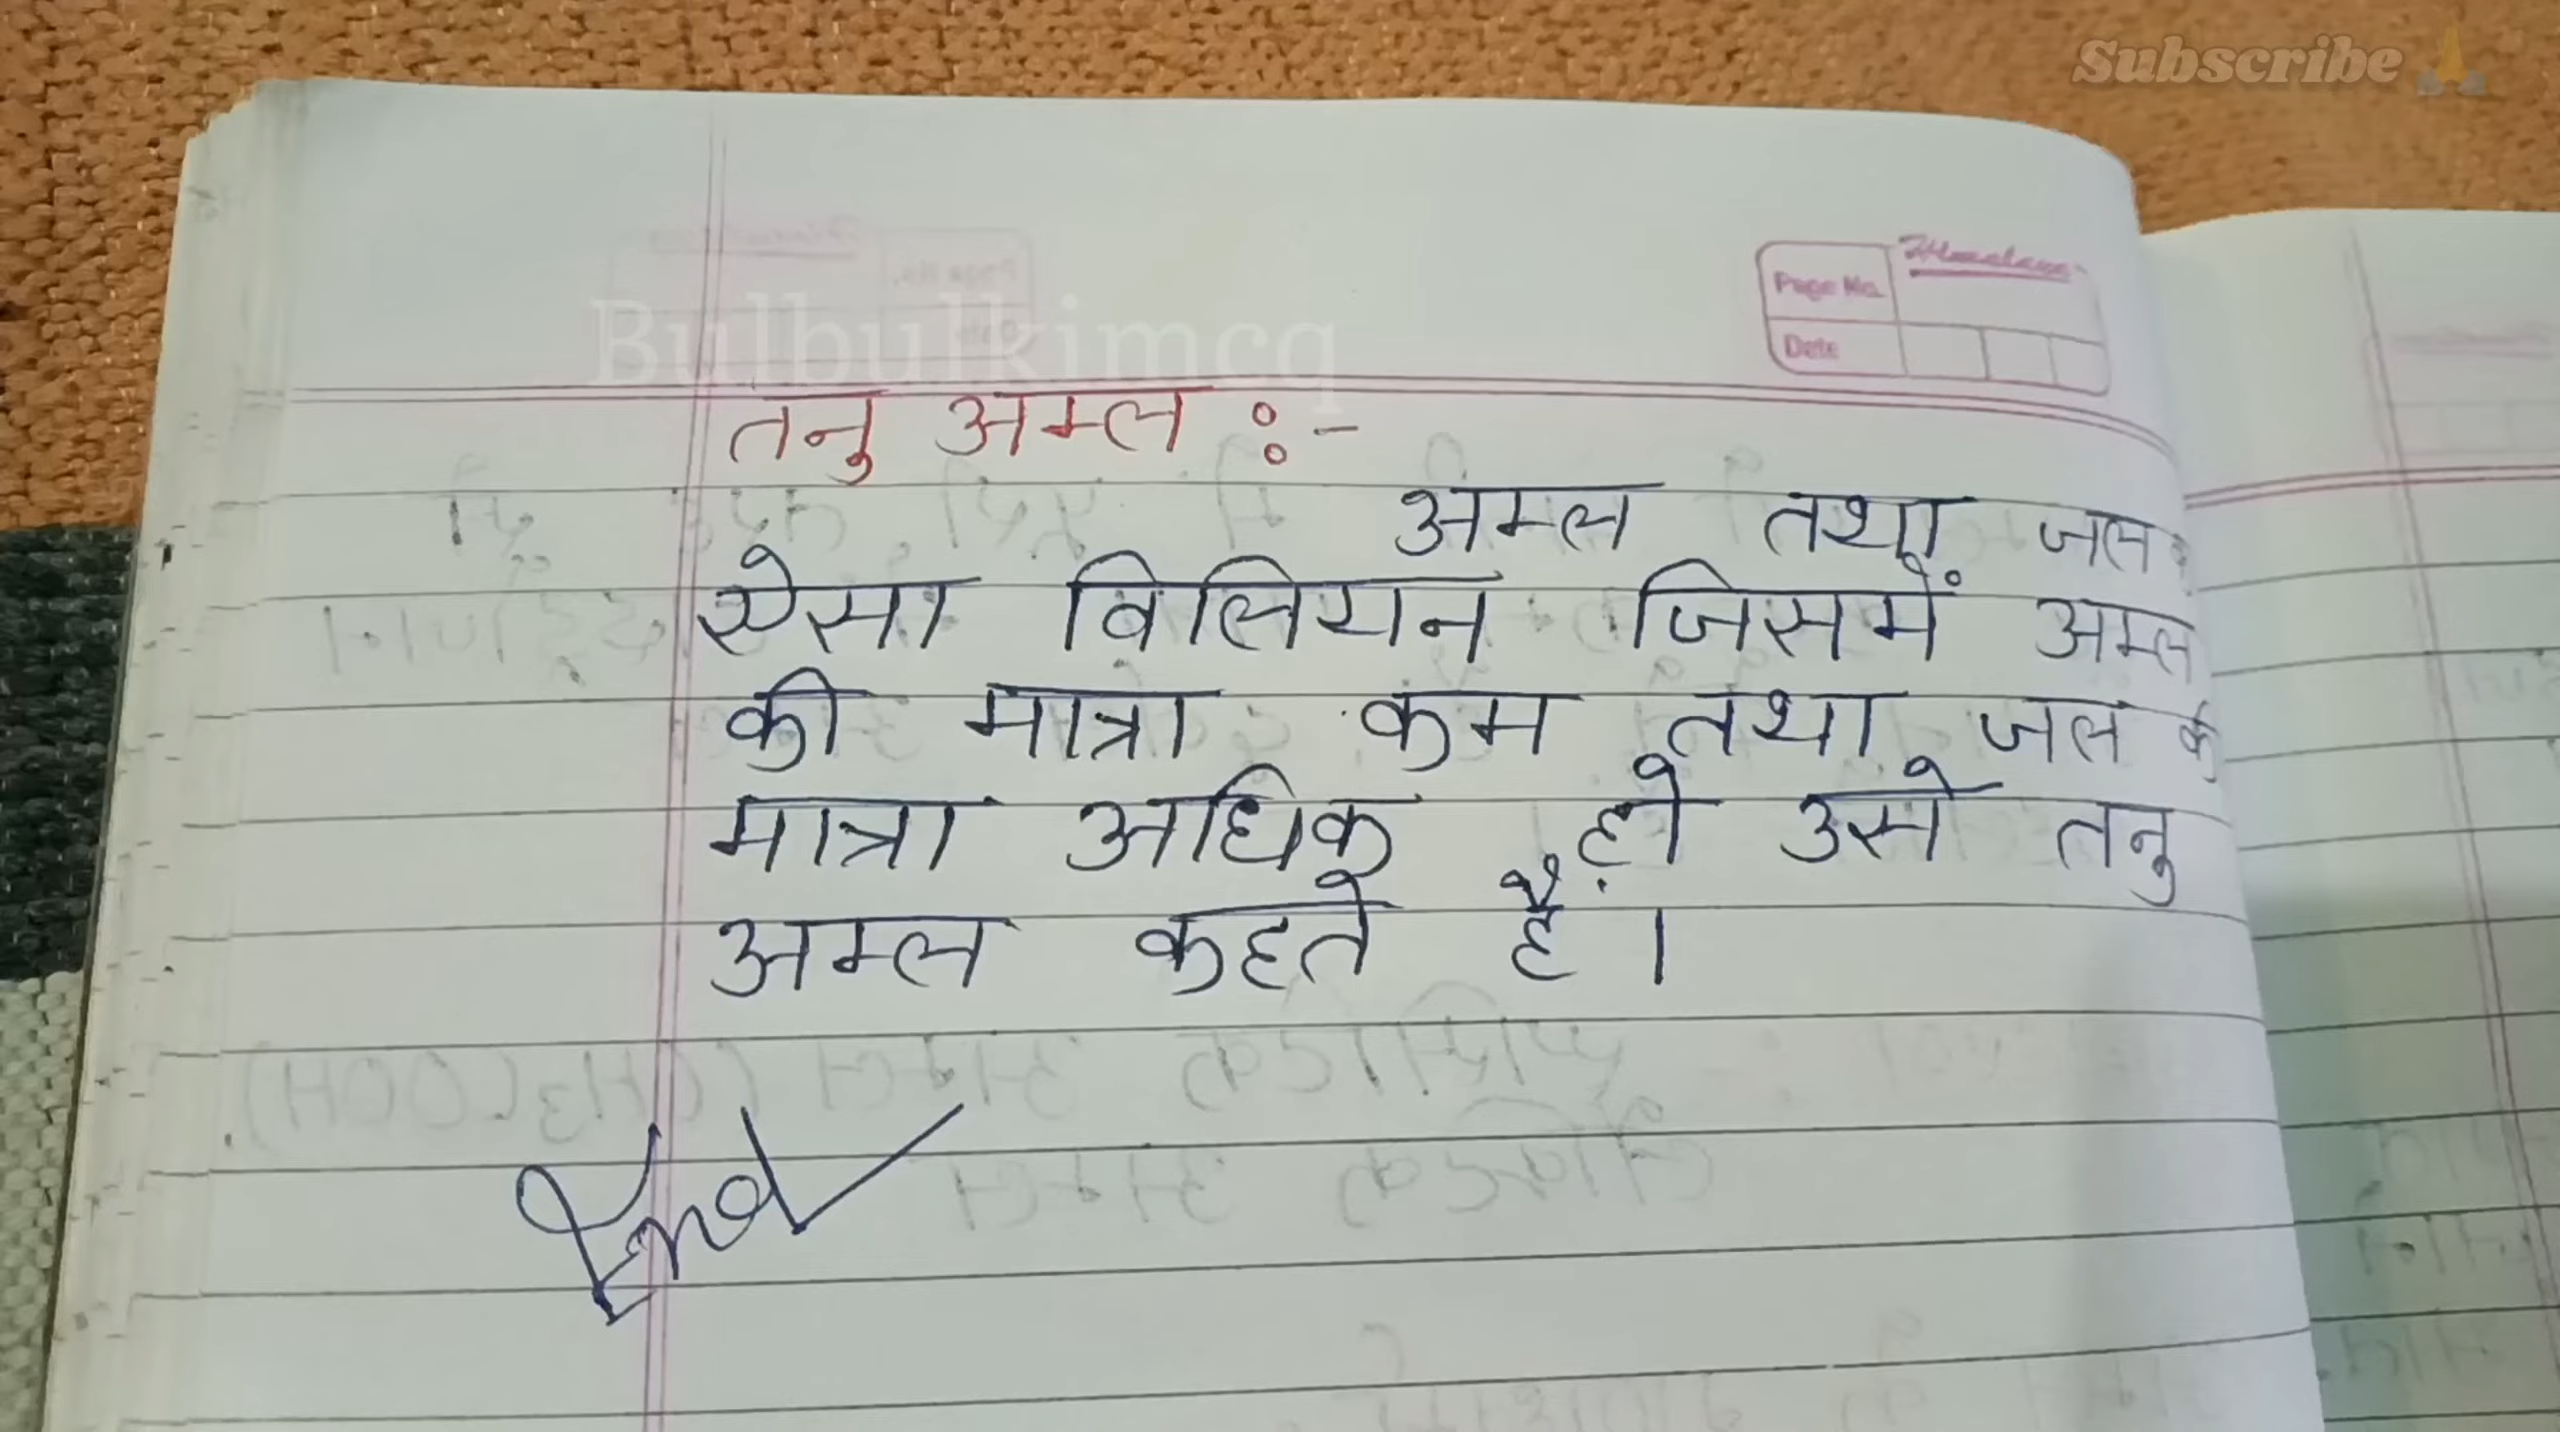 Subscribe 🙏
Himalaya
Page No.
Date
Bulbulkimcq
तनु अम्ल :-
अम्ल तथा जल
ऐसा विलियन जिसमें अम्ल
की मात्रा कम तथा जल
मात्रा अधिक हो उसे तनु
अम्ल कहते है।
End